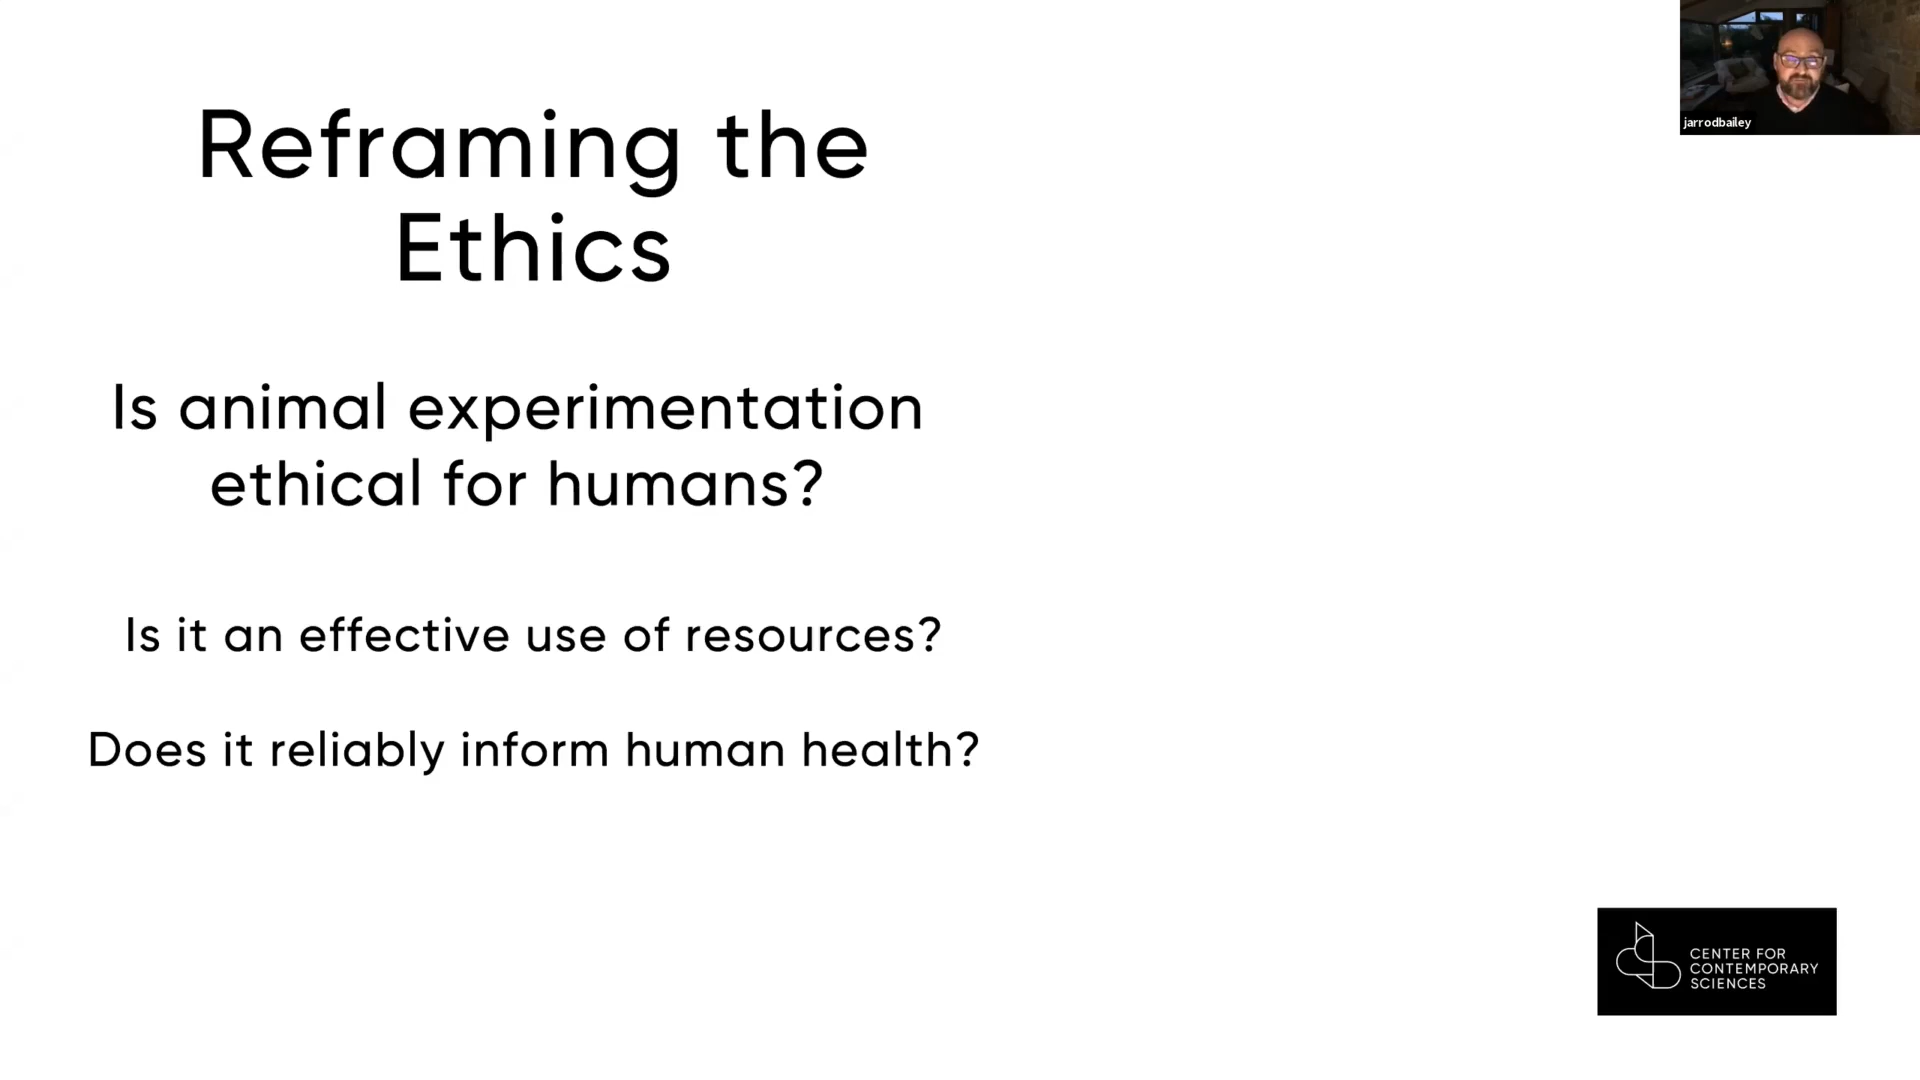 jarrodbailey
Reframing the
Ethics
Is animal experimentation
ethical for humans?
Is it an effective use of resources?
Does it reliably inform human health?
CENTER FOR
CONTEMPORARY
SCIENCES